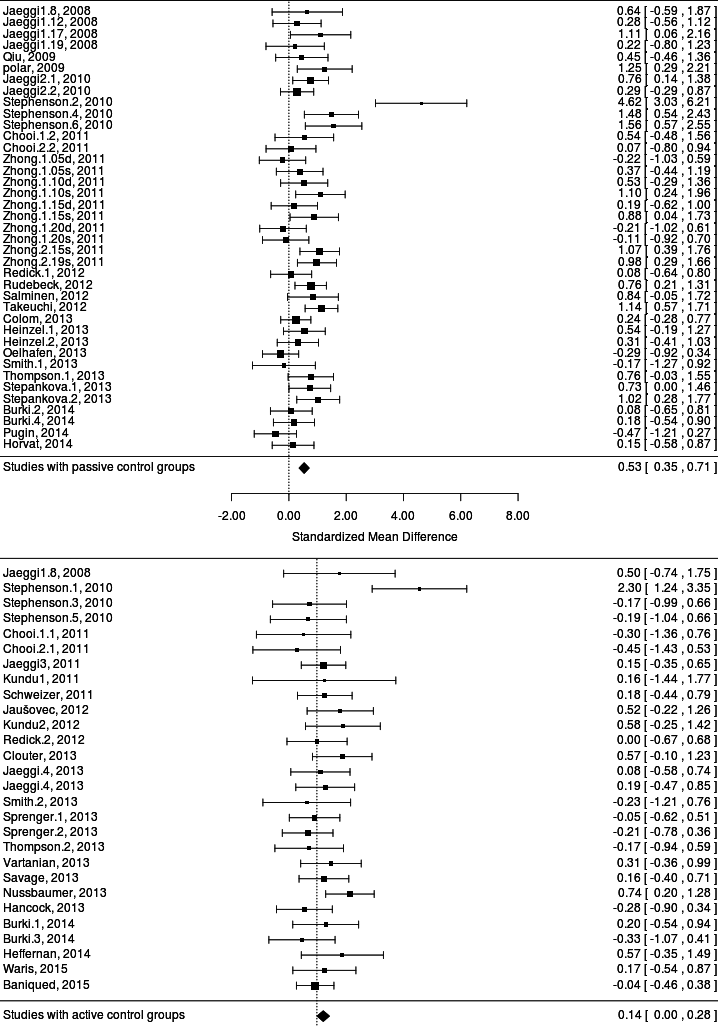 Jaeggi1.8, 2008 0.64 [ -0.59 , 1.87 ]
Jaeggi1.12, 2008 0.28 [ -0.56 , 1.12 ]
Jaeggi1.17, 2008 1.11 [ 0.06 , 2.16 ]
Jaeggi1.19, 2008 0.22 [ -0.80 , 1.23 ]
Qiu, 2009 0.45 [ -0.46 , 1.36 ]
polar, 2009 1.25 [ 0.29 , 2.21 ]
Jaeggi2.1, 2010 0.76 [ 0.14 , 1.38 ]
Jaeggi2.2, 2010 0.29 [ -0.29 , 0.87 ]
Stephenson.2, 2010 4.62 [ 3.03 , 6.21 ]
Stephenson.4, 2010 1.48 [ 0.54 , 2.43 ]
Stephenson.6, 2010 1.56 [ 0.57 , 2.55 ]
Chooi.1.2, 2011 0.54 [ -0.48 , 1.56 ]
Chooi.2.2, 2011 0.07 [ -0.80 , 0.94 ]
Zhong.1.05d, 2011 -0.22 [ -1.03 , 0.59 ]
Zhong.1.05s, 2011 0.37 [ -0.44 , 1.19 ]
Zhong.1.10d, 2011 0.53 [ -0.29 , 1.36 ]
Zhong.1.10s, 2011 1.10 [ 0.24 , 1.96 ]
Zhong.1.15d, 2011 0.19 [ -0.62 , 1.00 ]
Zhong.1.15s, 2011 0.88 [ 0.04 , 1.73 ]
Zhong.1.20d, 2011 -0.21 [ -1.02 , 0.61 ]
Zhong.1.20s, 2011 -0.11 [ -0.92 , 0.70 ]
Zhong.2.15s, 2011 1.07 [ 0.39 , 1.76 ]
Zhong.2.19s, 2011 0.98 [ 0.29 , 1.66 ]
Redick.1, 2012 0.08 [ -0.64 , 0.80 ]
Rudebeck, 2012 0.76 [ 0.21 , 1.31 ]
Salminen, 2012 0.84 [ -0.05 , 1.72 ]
Takeuchi, 2012 1.14 [ 0.57 , 1.71 ]
Colom, 2013 0.24 [ -0.28 , 0.77 ]
Heinzel.1, 2013 0.54 [ -0.19 , 1.27 ]
Heinzel.2, 2013 0.31 [ -0.41 , 1.03 ]
Oelhafen, 2013 -0.29 [ -0.92 , 0.34 ]
Smith.1, 2013 -0.17 [ -1.27 , 0.92 ]
Thompson.1, 2013 0.76 [ -0.03 , 1.55 ]
Stepankova.1, 2013 0.73 [ 0.00 , 1.46 ]
Stepankova.2, 2013 1.02 [ 0.28 , 1.77 ]
Burki.2, 2014 0.08 [ -0.65 , 0.81 ]
Burki.4, 2014 0.18 [ -0.54 , 0.90 ]
Pugin, 2014 -0.47 [ -1.21 , 0.27 ]
Horvat, 2014 0.15 [ -0.58 , 0.87 ]
Studies with passive control groups 0.53 [ 0.35 , 0.71 ]
-2.00 0.00 2.00 4.00 6.00 8.00
Standardized Mean Difference
Jaeggi1.8, 2008 0.50 [ -0.74 , 1.75 ]
Stephenson.1, 2010 2.30 [ 1.24 , 3.35 ]
Stephenson.3, 2010 -0.17 [ -0.99 , 0.66 ]
Stephenson.5, 2010 -0.19 [ -1.04 , 0.66 ]
Chooi.1.1, 2011 -0.30 [ -1.36 , 0.76 ]
Chooi.2.1, 2011 -0.45 [ -1.43 , 0.53 ]
Jaeggi3, 2011 0.15 [ -0.35 , 0.65 ]
Kundu1, 2011 0.16 [ -1.44 , 1.77 ]
Schweizer, 2011 0.18 [ -0.44 , 0.79 ]
Jaušovec, 2012 0.52 [ -0.22 , 1.26 ]
Kundu2, 2012 0.58 [ -0.25 , 1.42 ]
Redick.2, 2012 0.00 [ -0.67 , 0.68 ]
Clouter, 2013 0.57 [ -0.10 , 1.23 ]
Jaeggi.4, 2013 0.08 [ -0.58 , 0.74 ]
Jaeggi.4, 2013 0.19 [ -0.47 , 0.85 ]
Smith.2, 2013 -0.23 [ -1.21 , 0.76 ]
Sprenger.1, 2013 -0.05 [ -0.62 , 0.51 ]
Sprenger.2, 2013 -0.21 [ -0.78 , 0.36 ]
Thompson.2, 2013 -0.17 [ -0.94 , 0.59 ]
Vartanian, 2013 0.31 [ -0.36 , 0.99 ]
Savage, 2013 0.16 [ -0.40 , 0.71 ]
Nussbaumer, 2013 0.74 [ 0.20 , 1.28 ]
Hancock, 2013 -0.28 [ -0.90 , 0.34 ]
Burki.1, 2014 0.20 [ -0.54 , 0.94 ]
Burki.3, 2014 -0.33 [ -1.07 , 0.41 ]
Heffernan, 2014 0.57 [ -0.35 , 1.49 ]
Waris, 2015 0.17 [ -0.54 , 0.87 ]
Baniqued, 2015 -0.04 [ -0.46 , 0.38 ]
Studies with active control groups 0.14 [ 0.00 , 0.28 ]